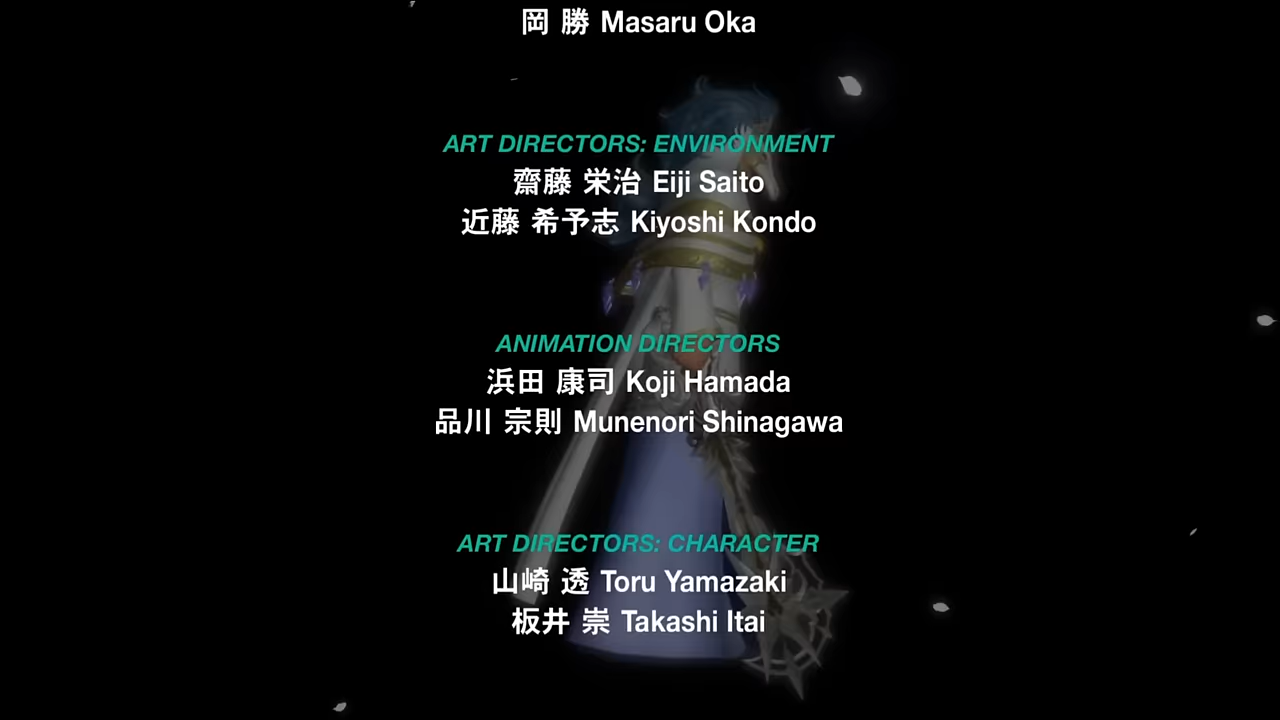 岡 勝 Masaru Oka
ART DIRECTORS: ENVIRONMENT
齋藤 栄治 Eiji Saito
近藤 希予志 Kiyoshi Kondo
ANIMATION DIRECTORS
浜田 康司 Koji Hamada
品川 宗則 Munenori Shinagawa
ART DIRECTORS: CHARACTER
山崎 透 Toru Yamazaki
板井 崇 Takashi Itai